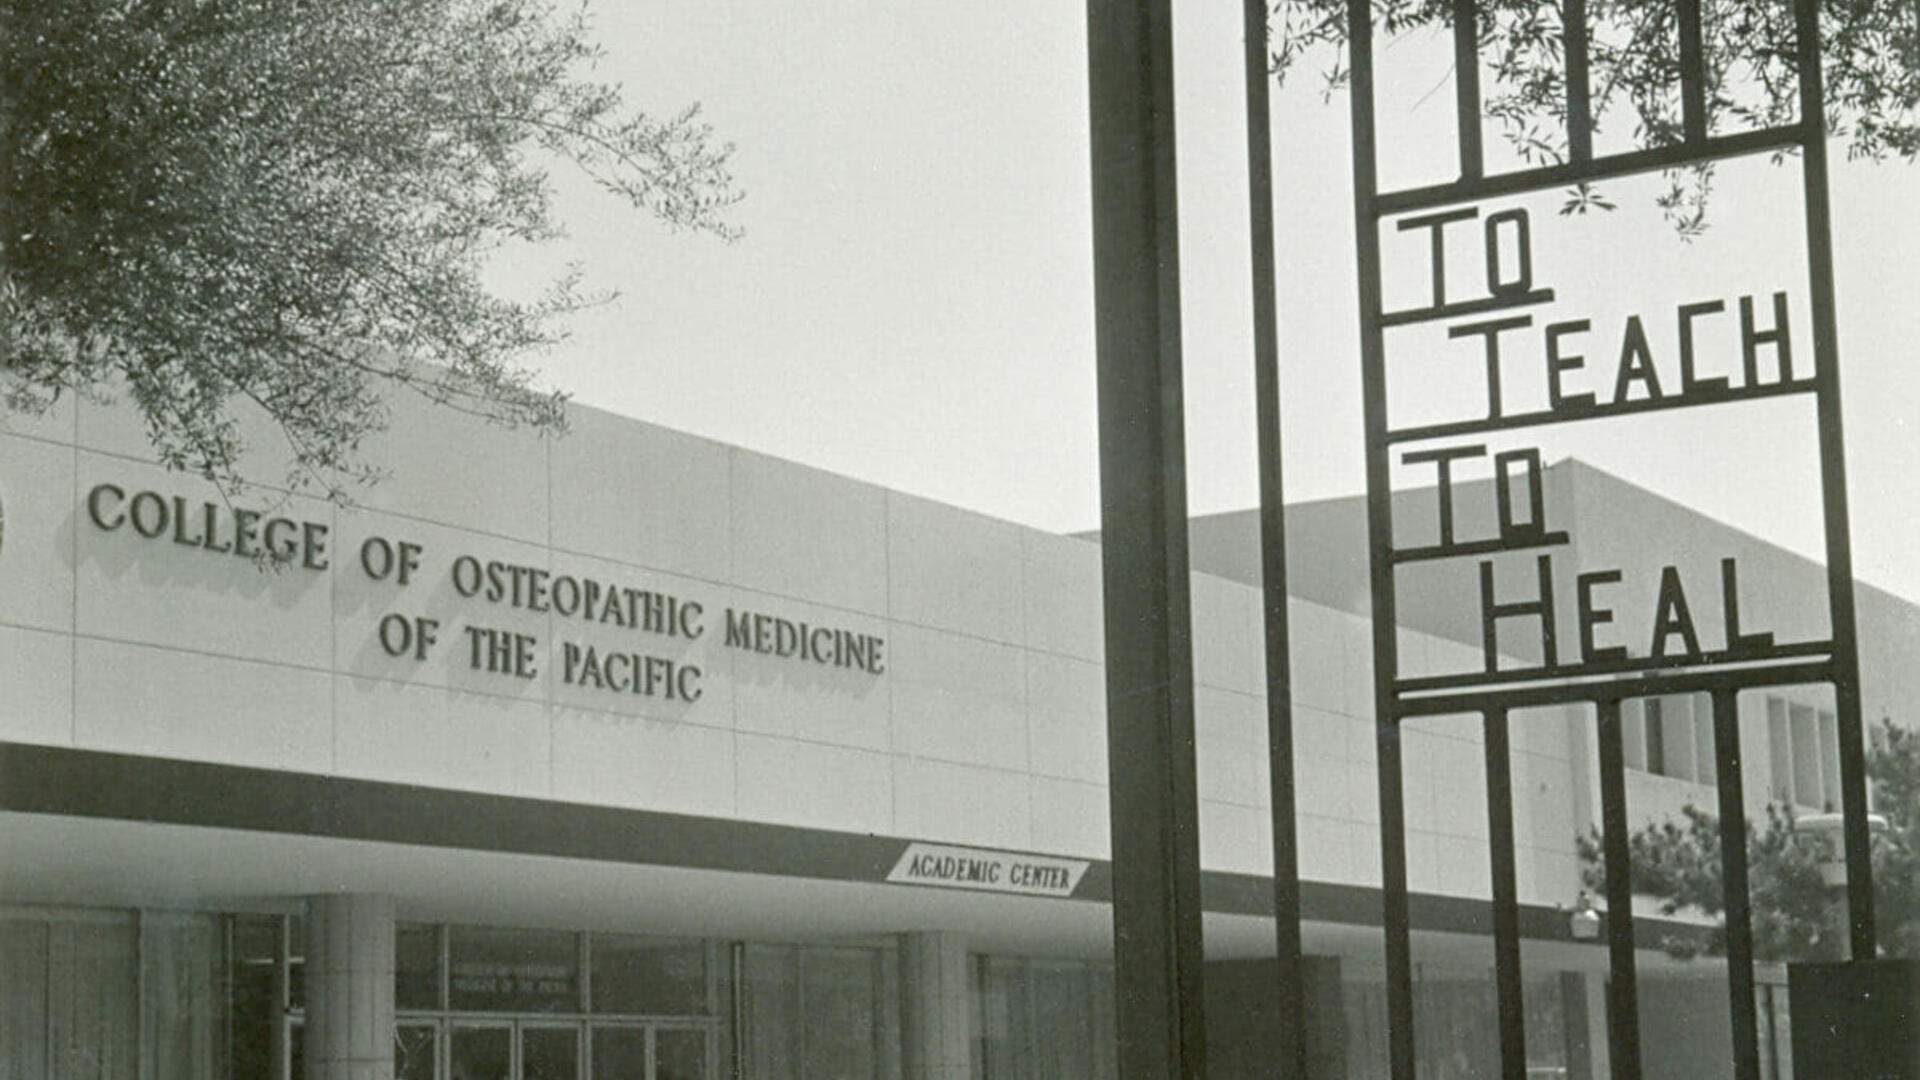 COLLEGE OF OSTEOPATHIC MEDICINE
OF THE PACIFIC
ACADEMIC CENTER
TO
TEACH
TO
HEAL